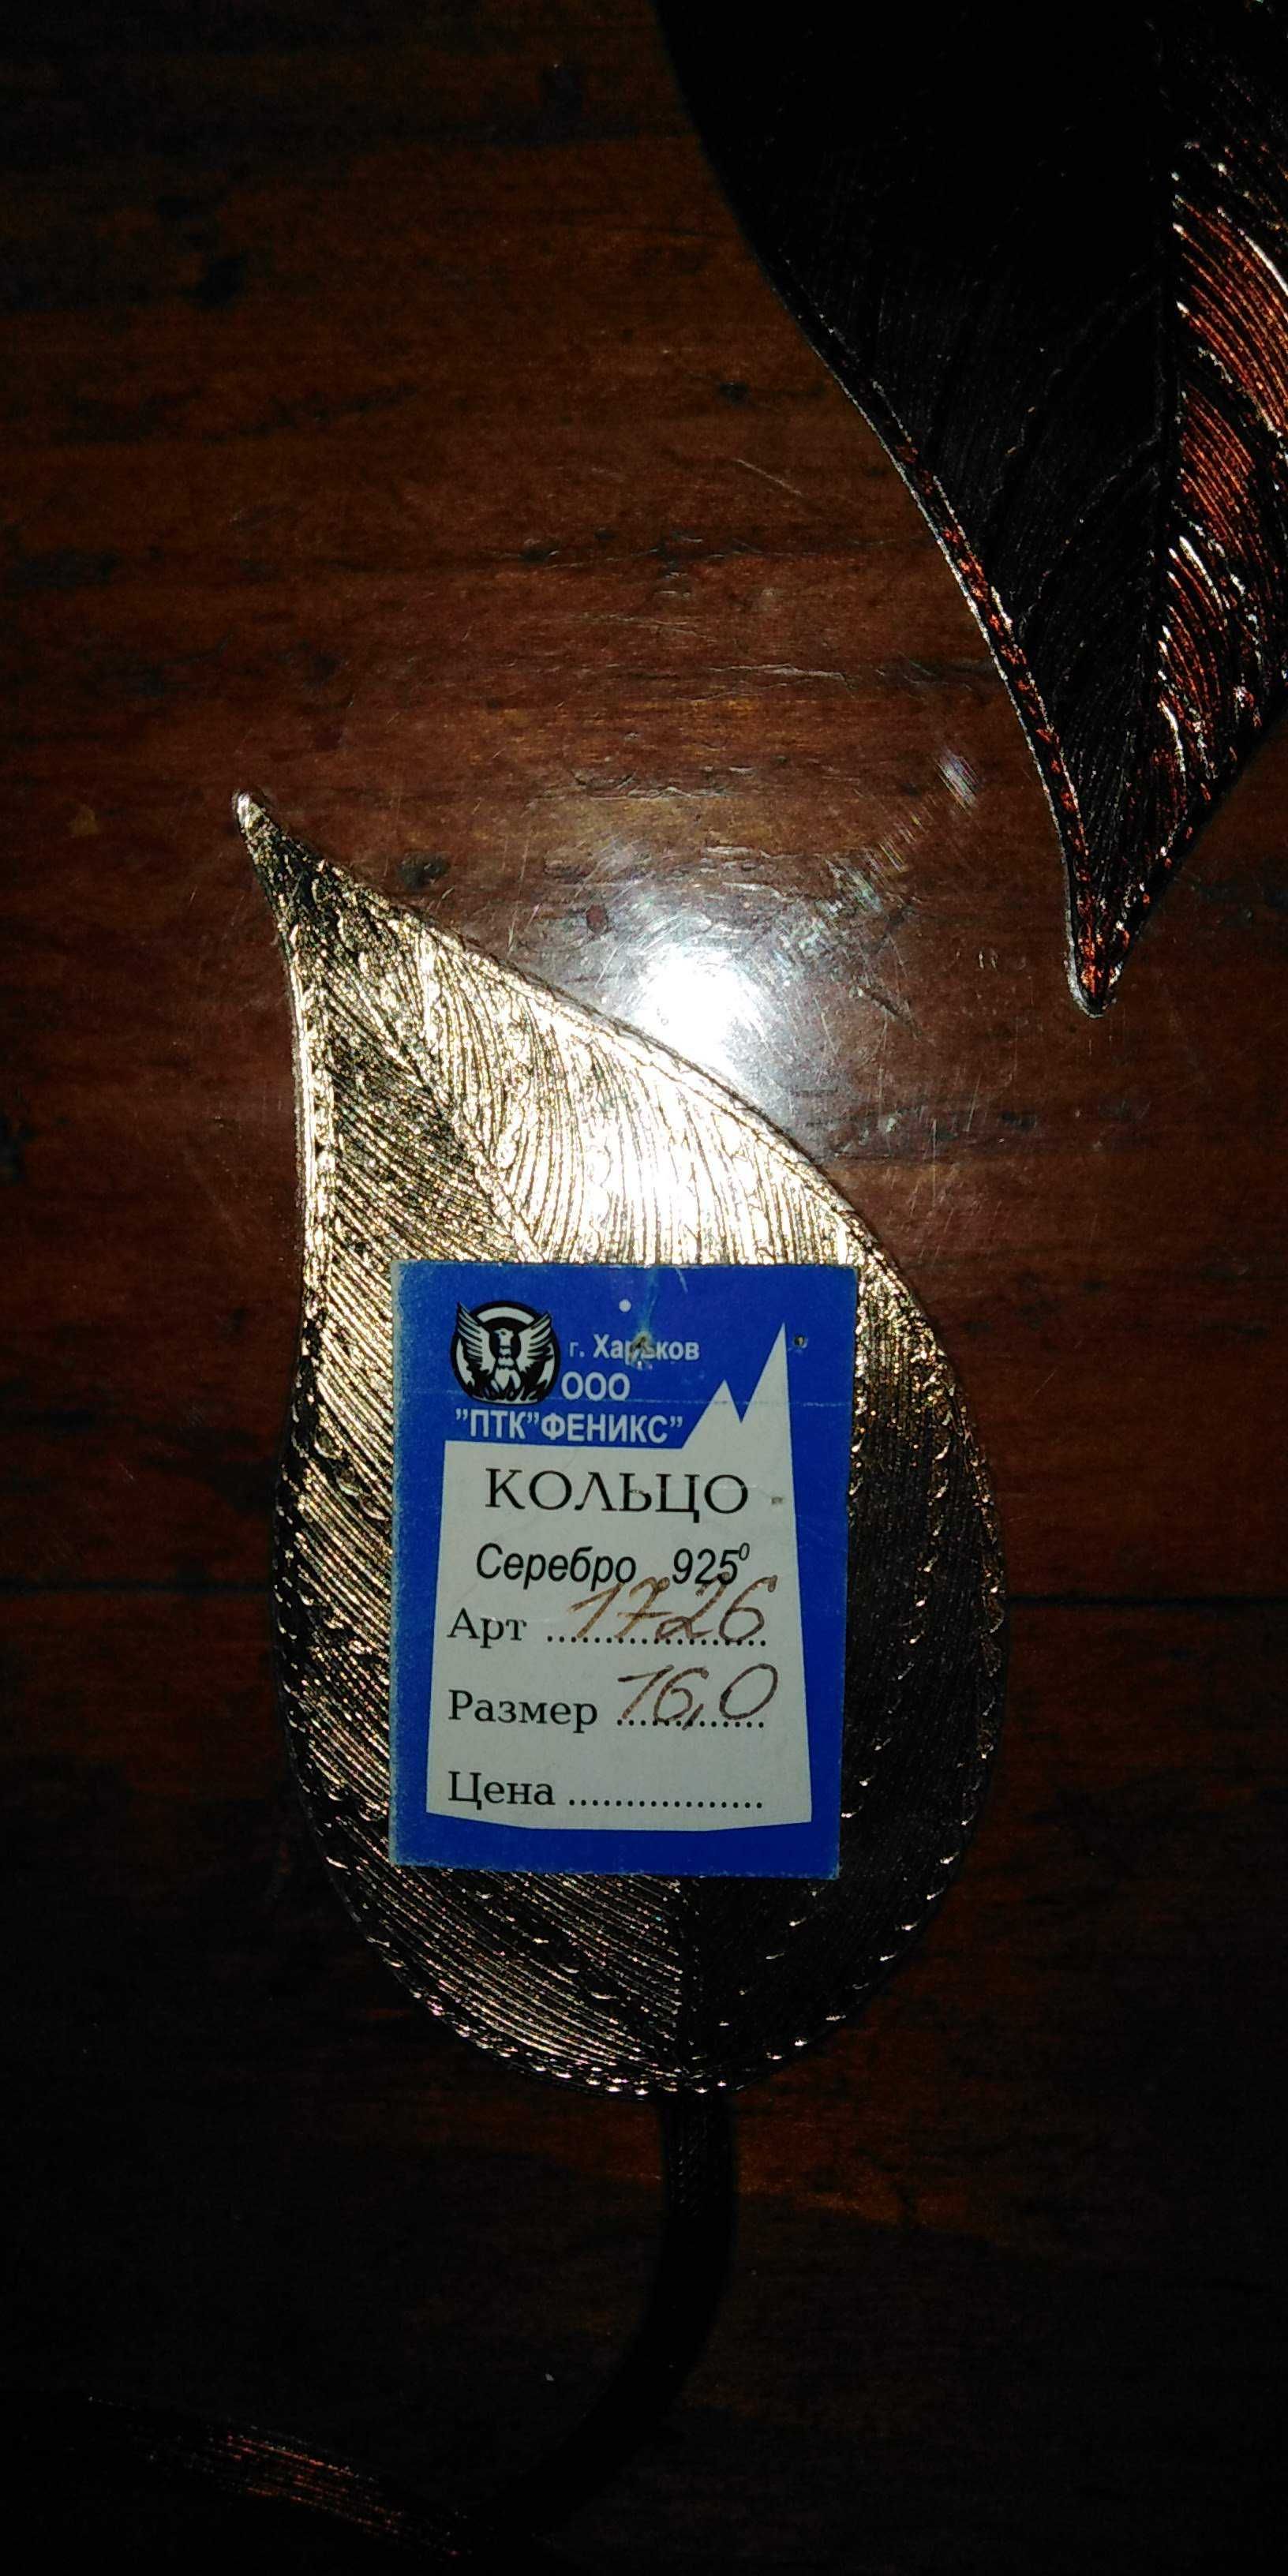 г. Харьков
ООО
"ПТК"ФЕНИКС"
КОЛЬЦО
Серебро 925⁰
Арт ................... 1726
Размер ............. 16,0
Цена .................